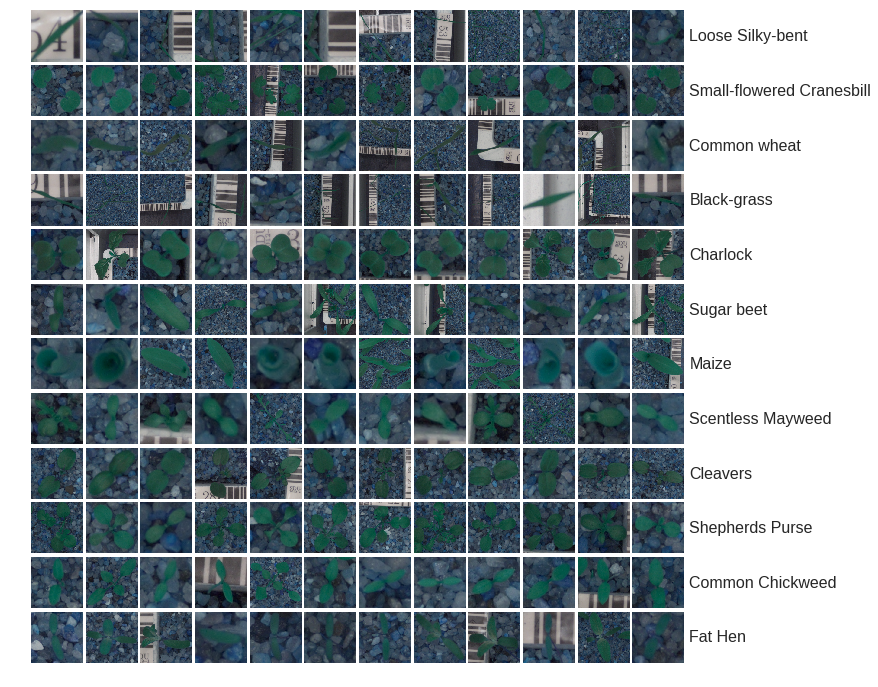 Loose Silky-bent
Small-flowered Cranesbill
Common wheat
Black-grass
Charlock
Sugar beet
Maize
Scentless Mayweed
Cleavers
Shepherds Purse
Common Chickweed
Fat Hen